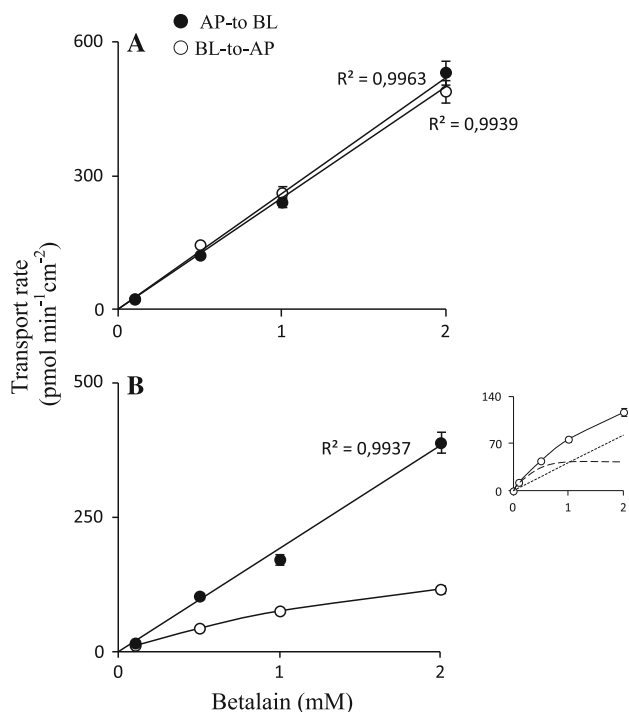 AP-to BL
BL-to-AP
A
600
300
0
R² = 0,9963
R² = 0,9939
0 1 2
Transport rate
(pmol min⁻¹cm⁻²)
B
500
250
0
R² = 0,9937
0 1 2
Betalain (mM)
140
70
0
0 1 2